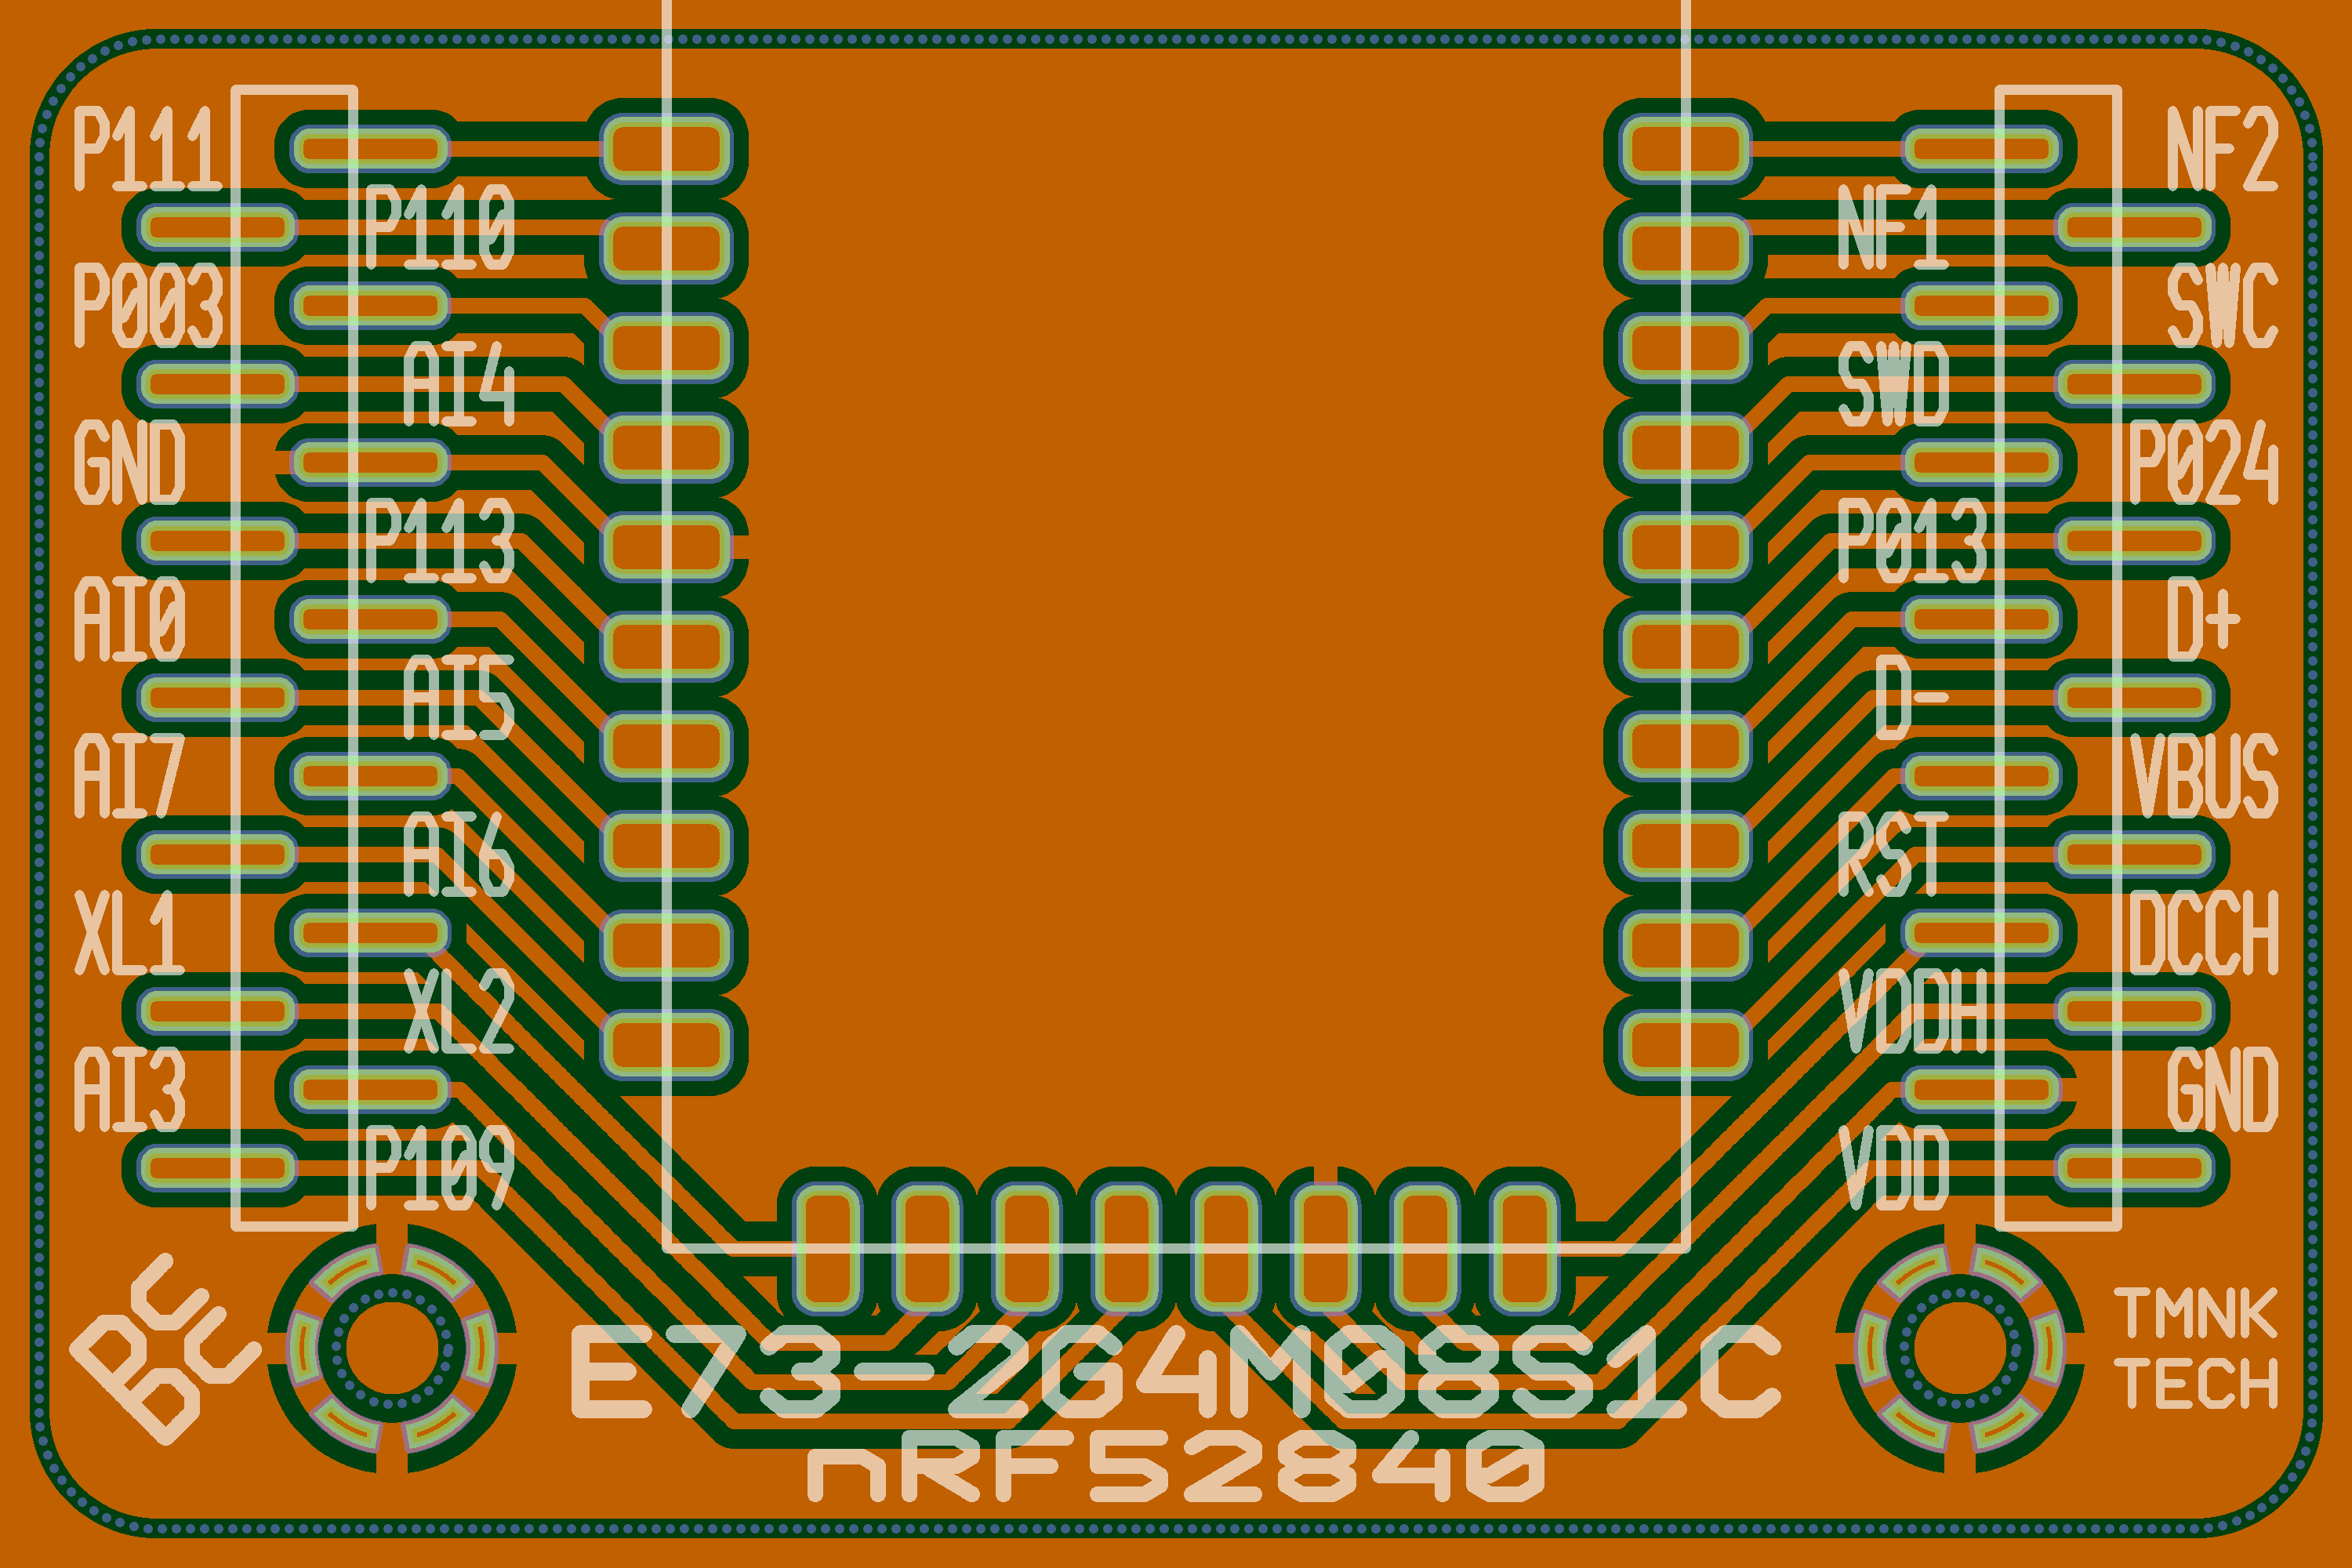 P111
P110
P003
AI4
GND
P113
AI0
AI5
AI7
AI6
XL1
XL2
AI3
P109
NF2
NF1
SWC
SWD
P024
P013
D+
D-
VBUS
RST
DCCH
VDDH
GND
VDD
E73-2G4M08S1C
nRF52840
TMNK
TECH